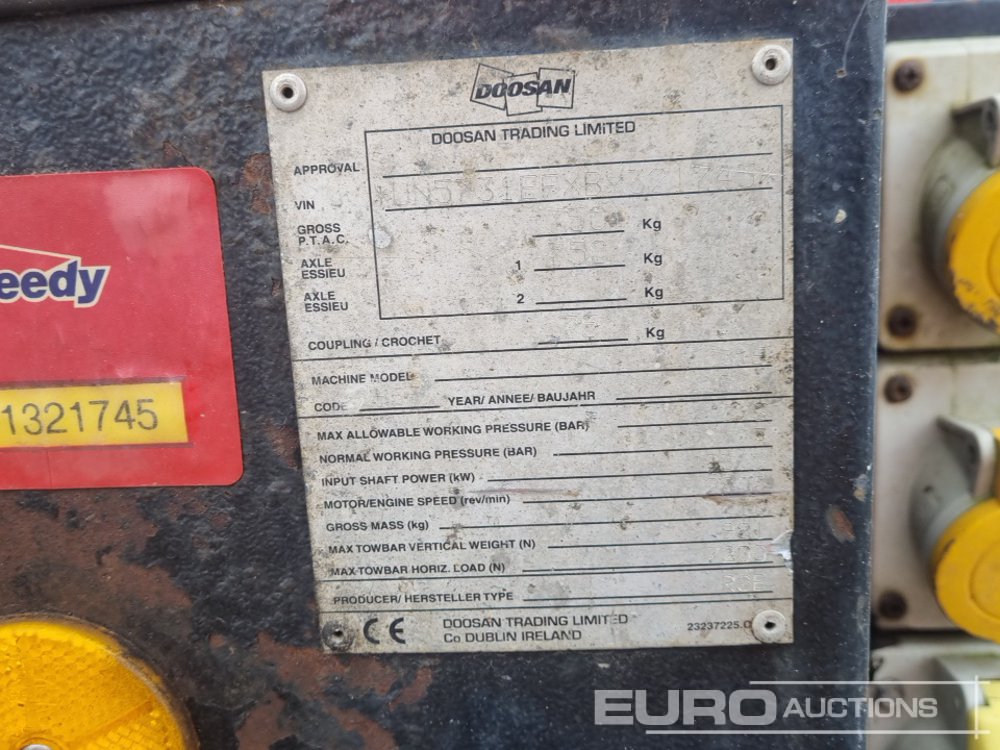 DOOSAN
DOOSAN TRADING LIMITED
APPROVAL
VIN
GROSS Kg
P.T.A.C.
AXLE 1 Kg
ESSIEU
AXLE 2 Kg
ESSIEU
COUPLING / CROCHET Kg
MACHINE MODEL
CODE YEAR/ ANNEE/ BAUJAHR
MAX ALLOWABLE WORKING PRESSURE (BAR)
NORMAL WORKING PRESSURE (BAR)
INPUT SHAFT POWER (kW)
MOTOR/ENGINE SPEED (rev/min)
GROSS MASS (kg)
MAX TOWBAR VERTICAL WEIGHT (N)
MAX TOWBAR HORIZ. LOAD (N)
PRODUCER/ HERSTELLER TYPE
CE DOOSAN TRADING LIMITED
Co DUBLIN IRELAND
eedy
1321745
EURO AUCTIONS